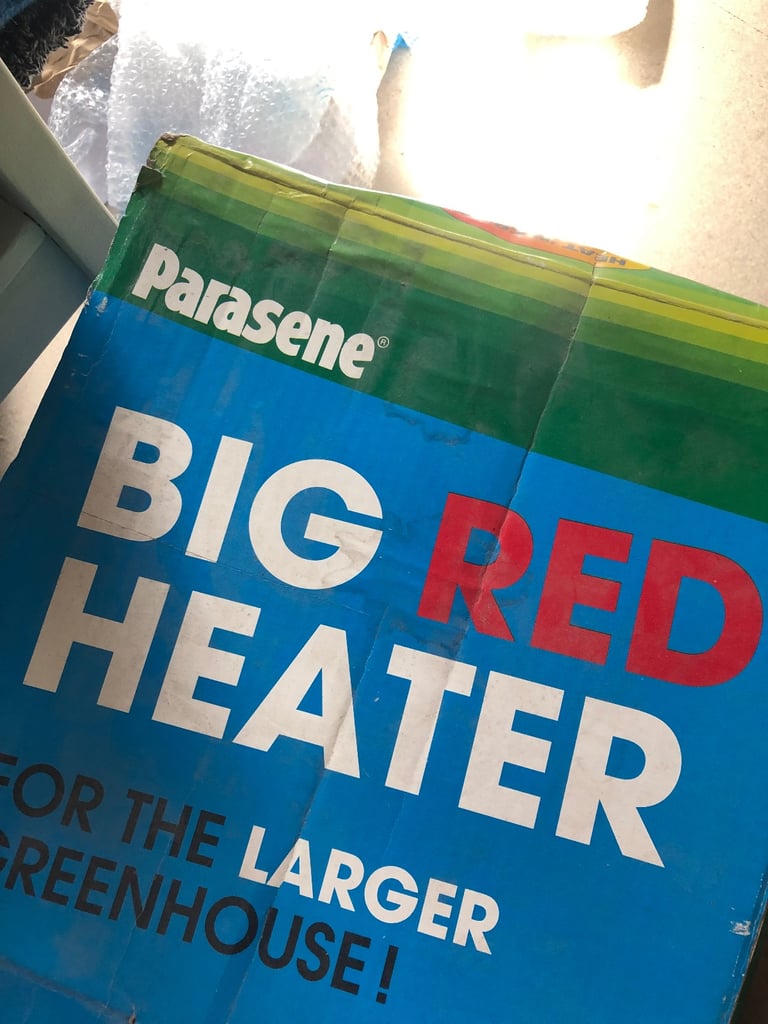 Parasene®
BIG RED
HEATER
FOR THE LARGER
GREENHOUSE!